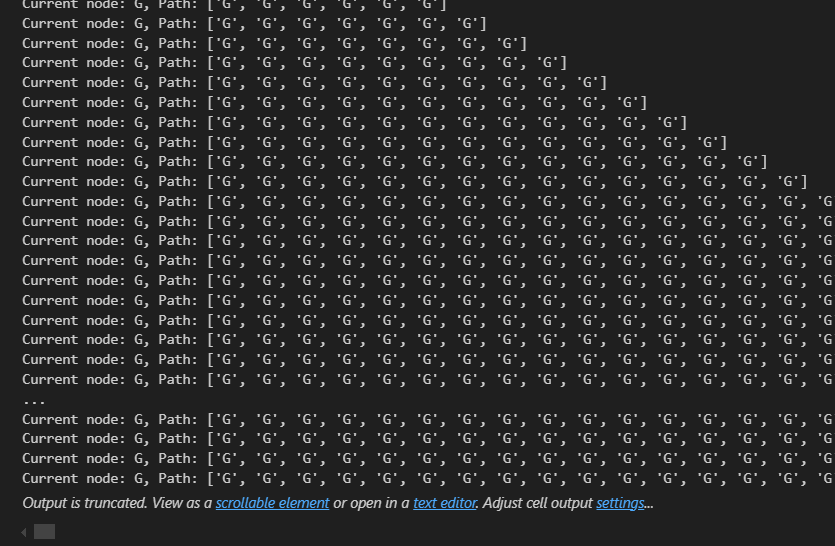 Current node: G, Path: ['G', 'G', 'G', 'G', 'G', 'G']
Current node: G, Path: ['G', 'G', 'G', 'G', 'G', 'G', 'G']
Current node: G, Path: ['G', 'G', 'G', 'G', 'G', 'G', 'G', 'G']
Current node: G, Path: ['G', 'G', 'G', 'G', 'G', 'G', 'G', 'G', 'G']
Current node: G, Path: ['G', 'G', 'G', 'G', 'G', 'G', 'G', 'G', 'G', 'G']
Current node: G, Path: ['G', 'G', 'G', 'G', 'G', 'G', 'G', 'G', 'G', 'G', 'G']
Current node: G, Path: ['G', 'G', 'G', 'G', 'G', 'G', 'G', 'G', 'G', 'G', 'G', 'G']
Current node: G, Path: ['G', 'G', 'G', 'G', 'G', 'G', 'G', 'G', 'G', 'G', 'G', 'G', 'G']
Current node: G, Path: ['G', 'G', 'G', 'G', 'G', 'G', 'G', 'G', 'G', 'G', 'G', 'G', 'G', 'G']
Current node: G, Path: ['G', 'G', 'G', 'G', 'G', 'G', 'G', 'G', 'G', 'G', 'G', 'G', 'G', 'G', 'G']
Current node: G, Path: ['G', 'G', 'G', 'G', 'G', 'G', 'G', 'G', 'G', 'G', 'G', 'G', 'G', 'G', 'G', 'G
Current node: G, Path: ['G', 'G', 'G', 'G', 'G', 'G', 'G', 'G', 'G', 'G', 'G', 'G', 'G', 'G', 'G', 'G
Current node: G, Path: ['G', 'G', 'G', 'G', 'G', 'G', 'G', 'G', 'G', 'G', 'G', 'G', 'G', 'G', 'G', 'G
Current node: G, Path: ['G', 'G', 'G', 'G', 'G', 'G', 'G', 'G', 'G', 'G', 'G', 'G', 'G', 'G', 'G', 'G
Current node: G, Path: ['G', 'G', 'G', 'G', 'G', 'G', 'G', 'G', 'G', 'G', 'G', 'G', 'G', 'G', 'G', 'G
Current node: G, Path: ['G', 'G', 'G', 'G', 'G', 'G', 'G', 'G', 'G', 'G', 'G', 'G', 'G', 'G', 'G', 'G
Current node: G, Path: ['G', 'G', 'G', 'G', 'G', 'G', 'G', 'G', 'G', 'G', 'G', 'G', 'G', 'G', 'G', 'G
Current node: G, Path: ['G', 'G', 'G', 'G', 'G', 'G', 'G', 'G', 'G', 'G', 'G', 'G', 'G', 'G', 'G', 'G
Current node: G, Path: ['G', 'G', 'G', 'G', 'G', 'G', 'G', 'G', 'G', 'G', 'G', 'G', 'G', 'G', 'G', 'G
Current node: G, Path: ['G', 'G', 'G', 'G', 'G', 'G', 'G', 'G', 'G', 'G', 'G', 'G', 'G', 'G', 'G', 'G
...
Current node: G, Path: ['G', 'G', 'G', 'G', 'G', 'G', 'G', 'G', 'G', 'G', 'G', 'G', 'G', 'G', 'G', 'G
Current node: G, Path: ['G', 'G', 'G', 'G', 'G', 'G', 'G', 'G', 'G', 'G', 'G', 'G', 'G', 'G', 'G', 'G
Current node: G, Path: ['G', 'G', 'G', 'G', 'G', 'G', 'G', 'G', 'G', 'G', 'G', 'G', 'G', 'G', 'G', 'G
Current node: G, Path: ['G', 'G', 'G', 'G', 'G', 'G', 'G', 'G', 'G', 'G', 'G', 'G', 'G', 'G', 'G', 'G
Output is truncated. View as a scrollable element or open in a text editor. Adjust cell output settings...